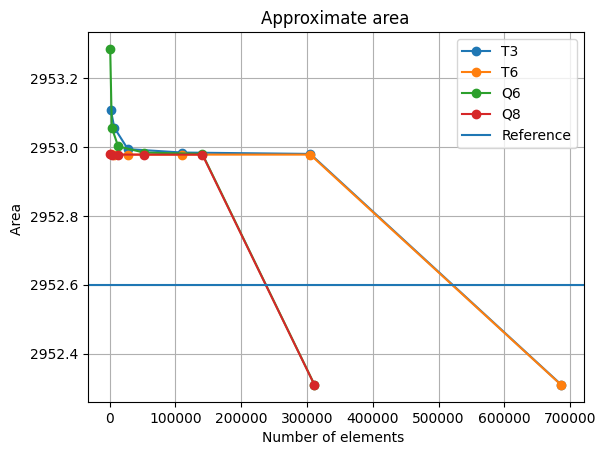 Approximate area
T3
T6
Q6
Q8
Reference
Area
2953.2
2953.0
2952.8
2952.6
2952.4
0
100000
200000
300000
400000
500000
600000
700000
Number of elements